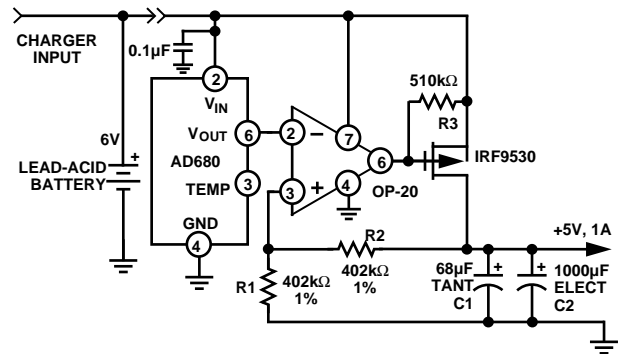 CHARGER
INPUT
0.1µF
2
VIN
510kΩ
R3
6V
+
LEAD-ACID
BATTERY
VOUT
6
AD680
TEMP
3
GND
4
2
–
7
6
3
+
4
OP-20
IRF9530
R2
402kΩ
1%
R1
402kΩ
1%
+5V, 1A
68µF
TANT
C1
+
+
1000µF
ELECT
C2